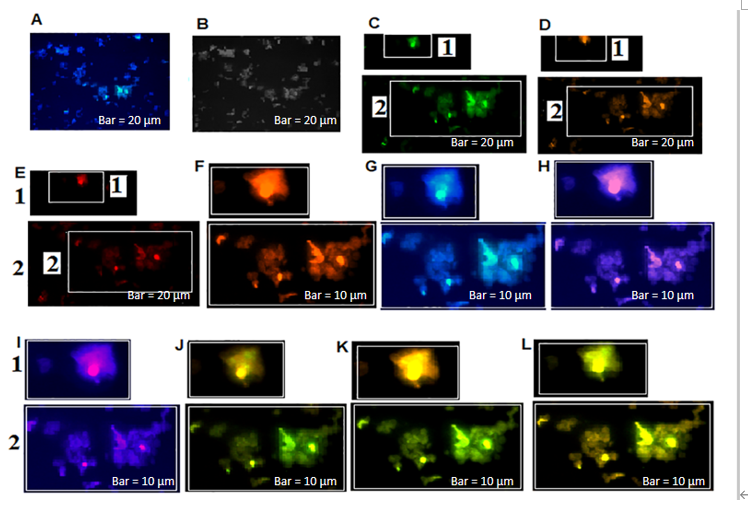 A
B
C
D
Bar = 20 µm
Bar = 20 µm
1
2
Bar = 20 µm
1
2
Bar = 20 µm
E
F
G
H
1
1
2
2
Bar = 20 µm
Bar = 10 µm
Bar = 10 µm
Bar = 10 µm
I
J
K
L
1
2
Bar = 10 µm
Bar = 10 µm
Bar = 10 µm
Bar = 10 µm